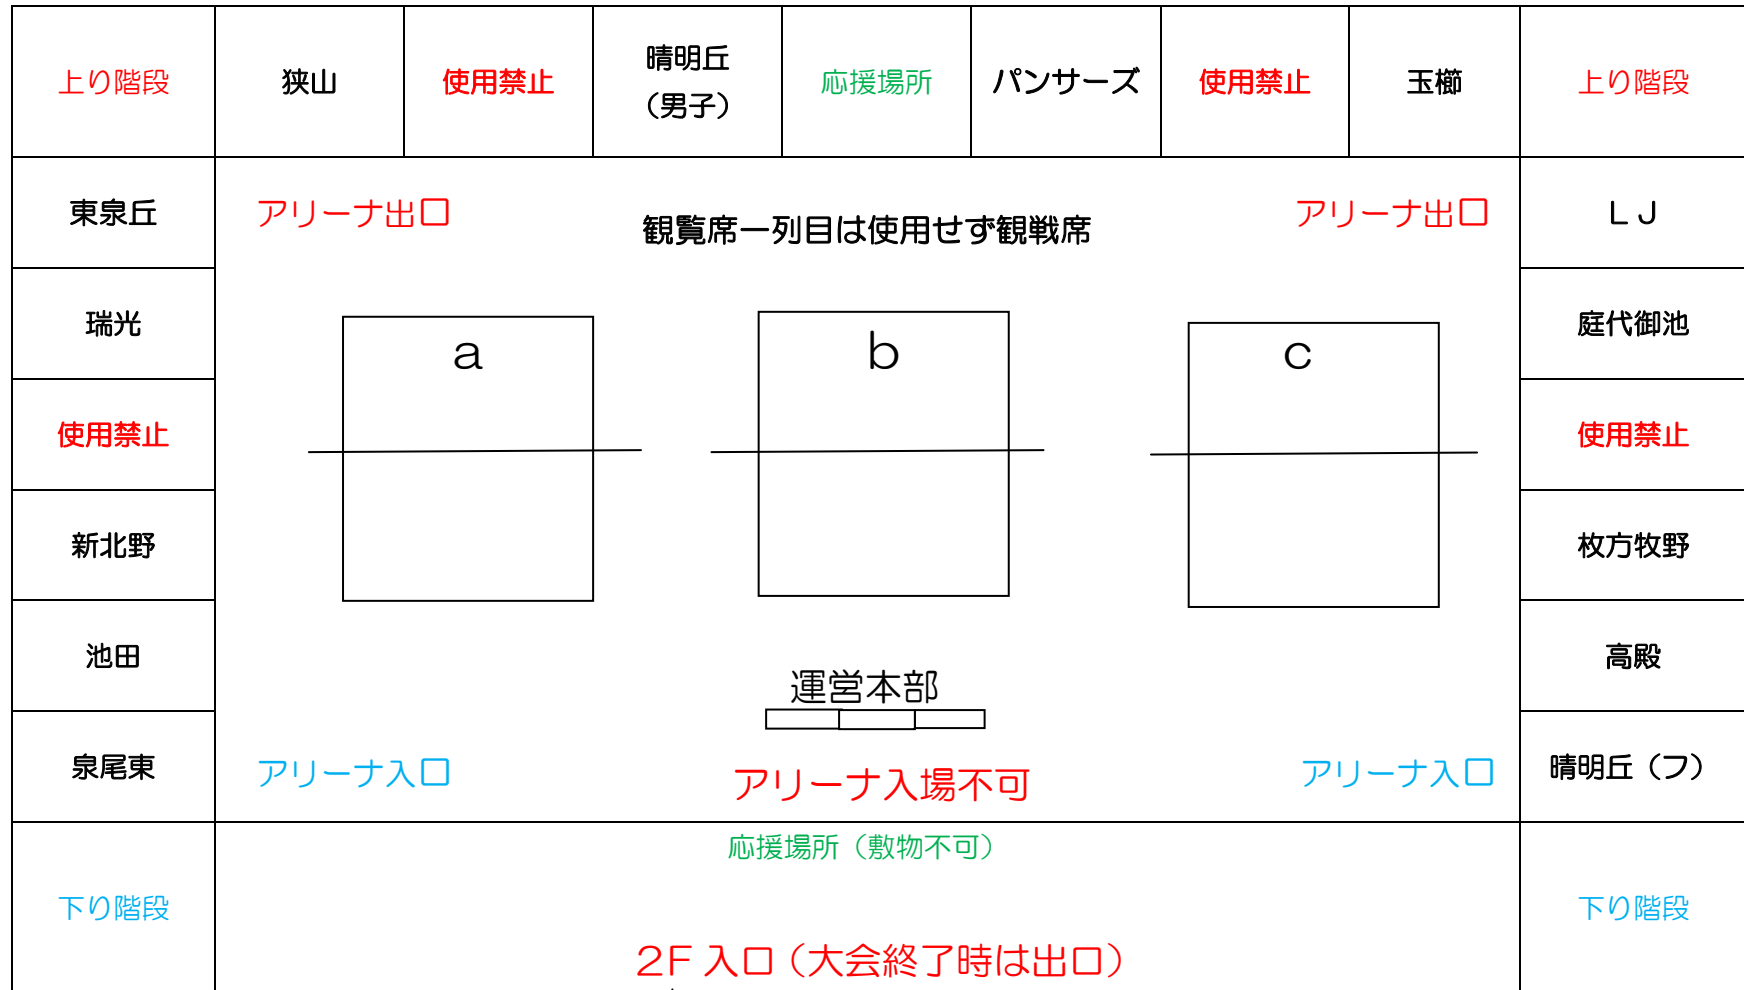 上り階段
狭山
使用禁止
晴明丘
（男子）
応援場所
パンサーズ
使用禁止
玉櫛
上り階段
東泉丘
アリーナ出口
観覧席一列目は使用せず観戦席
アリーナ出口
ＬＪ
瑞光
a
b
c
庭代御池
使用禁止
使用禁止
新北野
枚方牧野
池田
運営本部
高殿
泉尾東
アリーナ入口
アリーナ入場不可
アリーナ入口
晴明丘（フ）
応援場所（敷物不可）
下り階段
下り階段
２Ｆ 入口（大会終了時は出口）